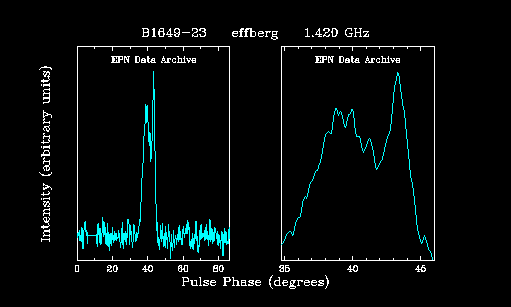 B1649-23 effberg 1.420 GHz
EPN Data Archive EPN Data Archive
Intensity (arbitrary units)
0 20 40 60 80 35 40 45
Pulse Phase (degrees)